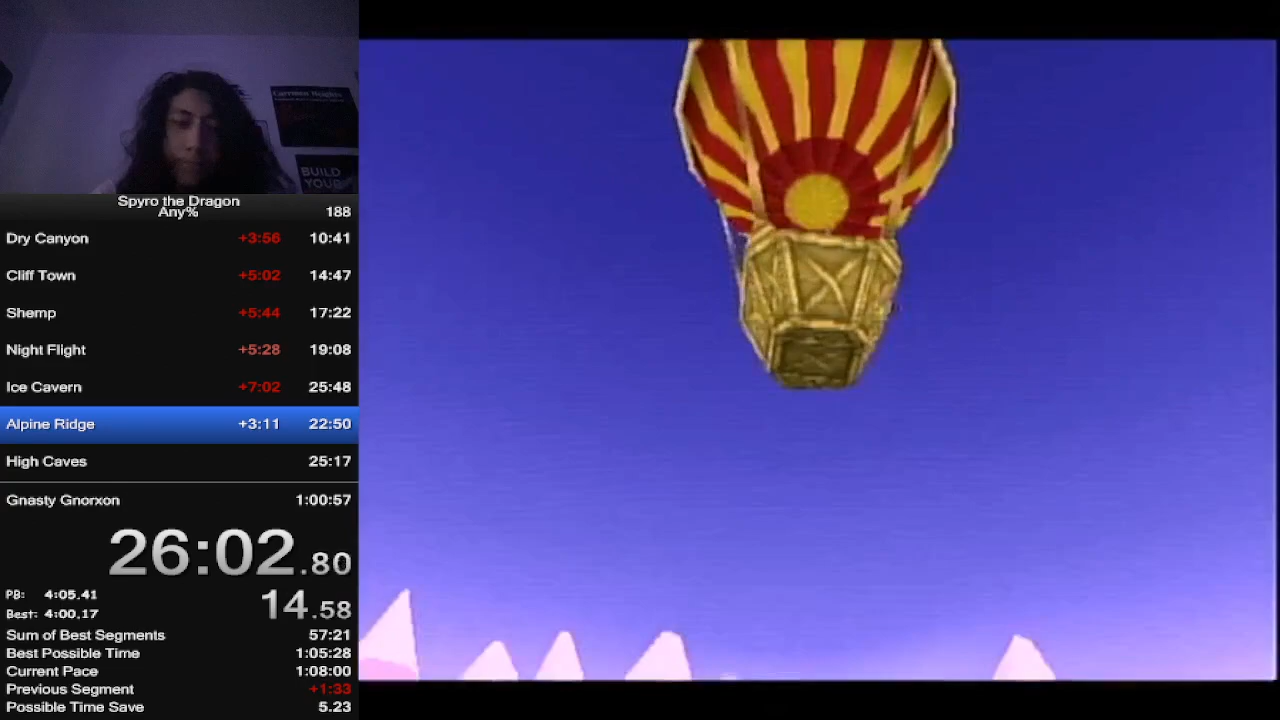 Carrmon Heights
BUILD
YOUR
Spyro the Dragon
Any% 188
Dry Canyon +3:56 10:41
Cliff Town +5:02 14:47
Shemp +5:44 17:22
Night Flight +5:28 19:08
Ice Cavern +7:02 25:48
Alpine Ridge +3:11 22:50
High Caves 25:17
Gnasty Gnorxon 1:00:57
26:02.80
PB: 4:05.41 14.58
Best: 4:00.17
Sum of Best Segments 57:21
Best Possible Time 1:05:28
Current Pace 1:08:00
Previous Segment +1:33
Possible Time Save 5.23